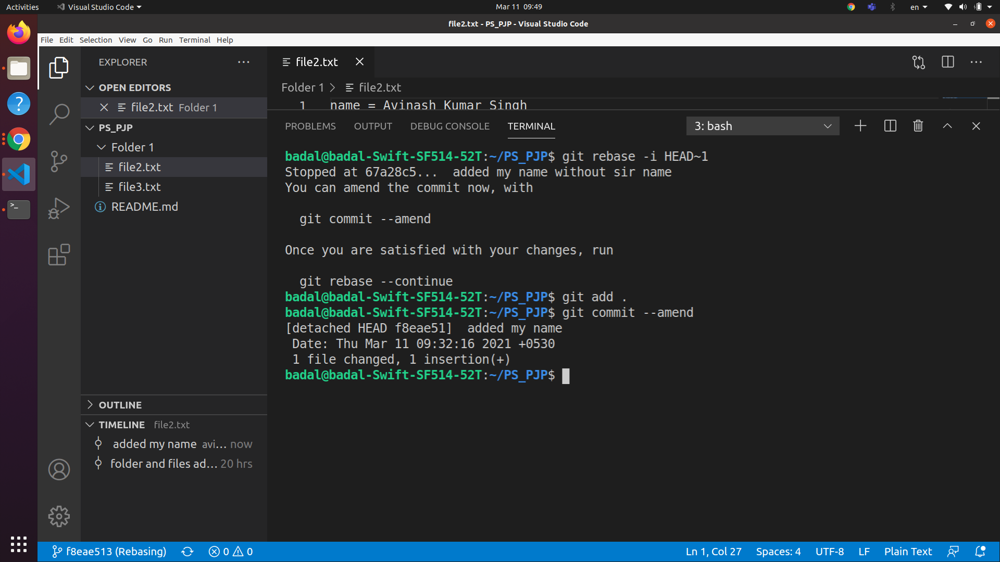 Activities
Visual Studio Code
Mar 11 09:49
en
file2.txt - PS_PJP - Visual Studio Code
File Edit Selection View Go Run Terminal Help
EXPLORER
OPEN EDITORS
file2.txt Folder 1
PS_PJP
Folder 1
file2.txt
file3.txt
README.md
OUTLINE
TIMELINE file2.txt
added my name avi... now
folder and files ad... 20 hrs
file2.txt
Folder 1 > file2.txt
1 name = Avinash Kumar Singh
PROBLEMS OUTPUT DEBUG CONSOLE TERMINAL
3: bash
badal@badal-Swift-SF514-52T:~/PS_PJP$ git rebase -i HEAD~1
Stopped at 67a28c5...  added my name without sir name
You can amend the commit now, with
git commit --amend
Once you are satisfied with your changes, run
git rebase --continue
badal@badal-Swift-SF514-52T:~/PS_PJP$ git add .
badal@badal-Swift-SF514-52T:~/PS_PJP$ git commit --amend
[detached HEAD f8eae51]  added my name
Date: Thu Mar 11 09:32:16 2021 +0530
1 file changed, 1 insertion(+)
badal@badal-Swift-SF514-52T:~/PS_PJP$
f8eae513 (Rebasing) 0 0
Ln 1, Col 27 Spaces: 4 UTF-8 LF Plain Text